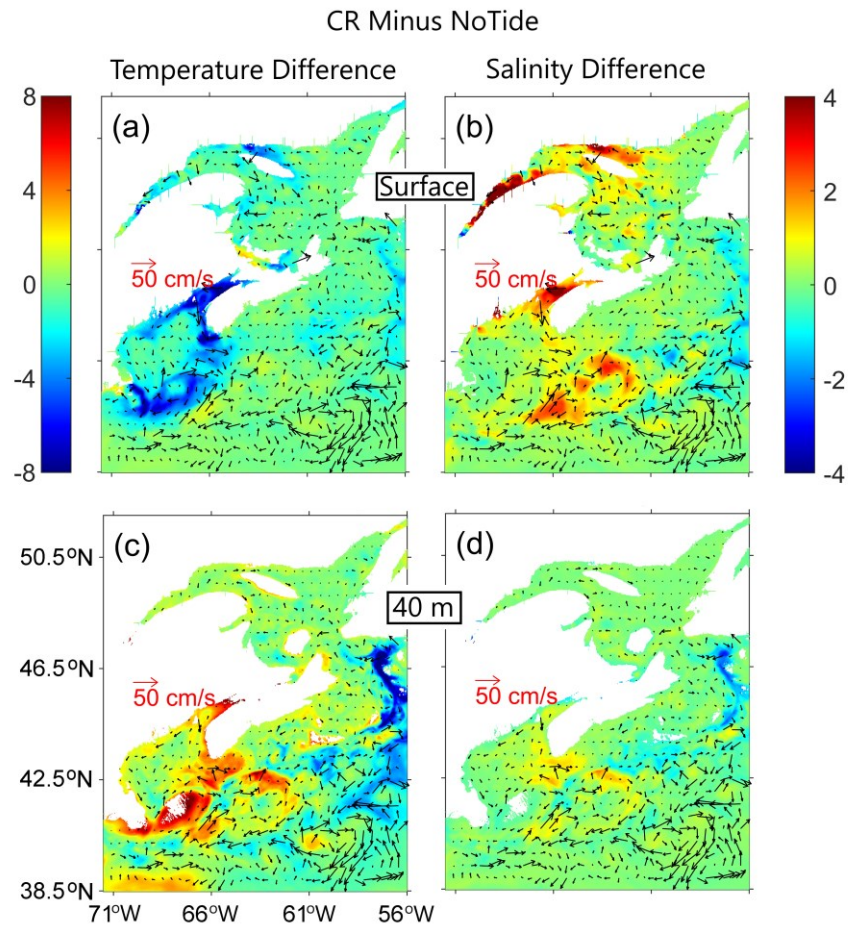 CR Minus NoTide
Temperature Difference Salinity Difference
8
4
0
-4
-8
(a)
(b)
4
2
0
-2
-4
Surface
50 cm/s
50 cm/s
(c)
(d)
40 m
50 cm/s
50 cm/s
50.5°N
46.5°N
42.5°N
38.5°N
71°W 66°W 61°W 56°W